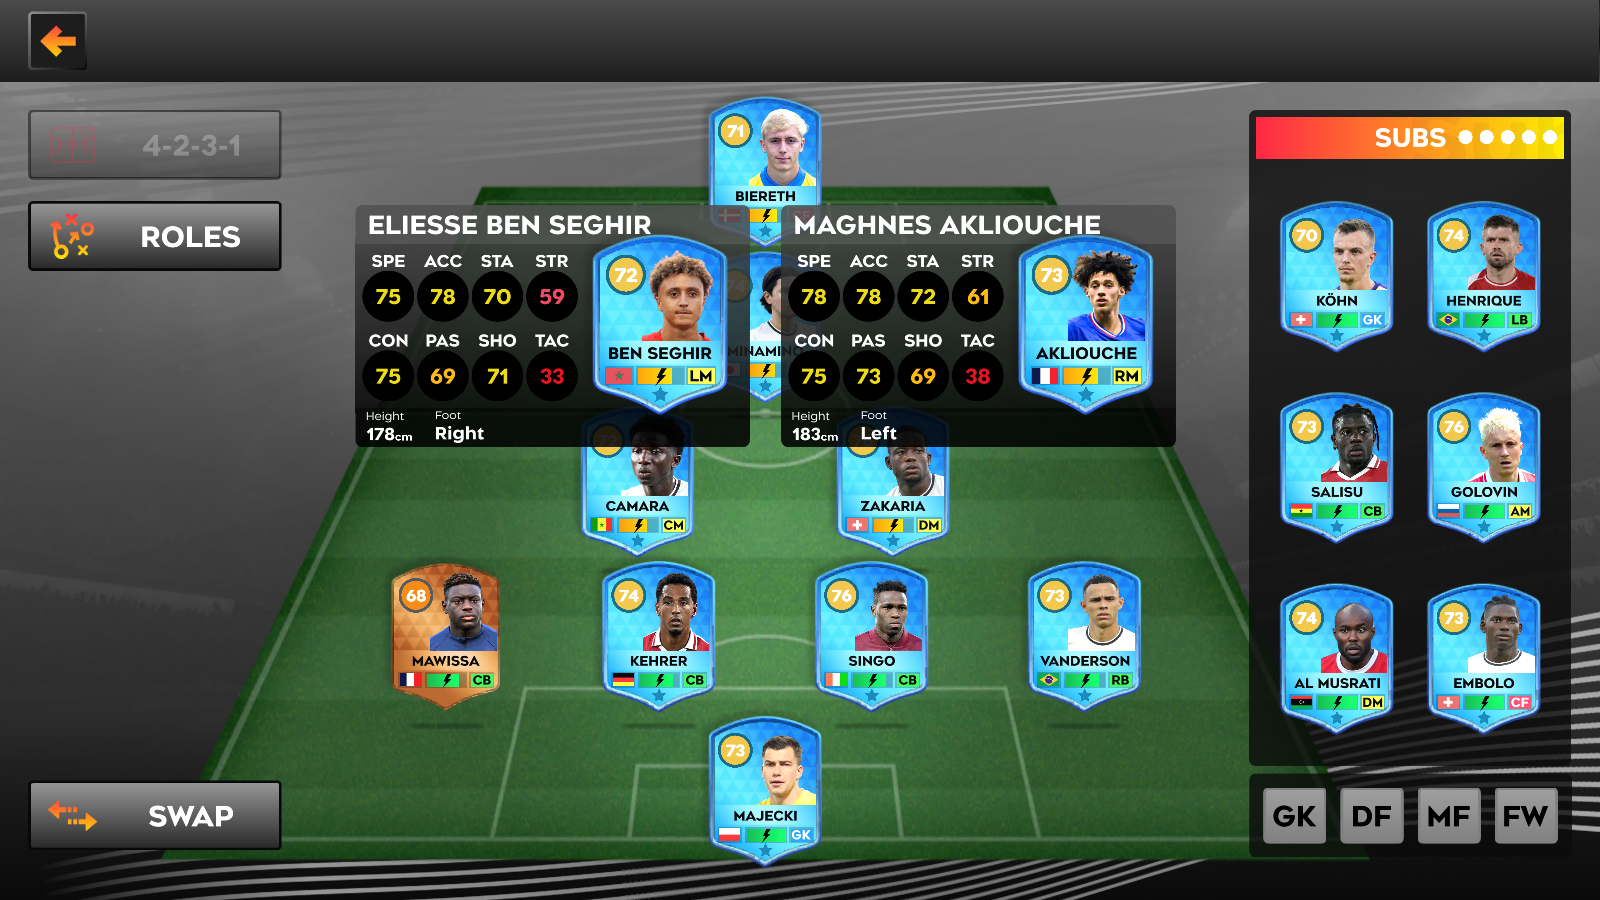 4-2-3-1
ROLES
SWAP
71
BIERETH
ELIESSE BEN SEGHIR
SPE ACC STA STR
75 78 70 59
CON PAS SHO TAC
75 69 71 33
Height Foot
178cm Right
72
BEN SEGHIR
LM
MINAMINO
MAGHNES AKLIOUCHE
SPE ACC STA STR
78 78 72 61
CON PAS SHO TAC
75 73 69 38
Height Foot
183cm Left
73
AKLIOUCHE
RM
72
CAMARA
CM
ZAKARIA
DM
68
MAWISSA
CB
74
KEHRER
CB
76
SINGO
CB
73
VANDERSON
RB
73
MAJECKI
GK
SUBS
70
KÖHN
GK
74
HENRIQUE
LB
73
SALISU
CB
76
GOLOVIN
AM
74
AL MUSRATI
DM
73
EMBOLO
CF
GK DF MF FW